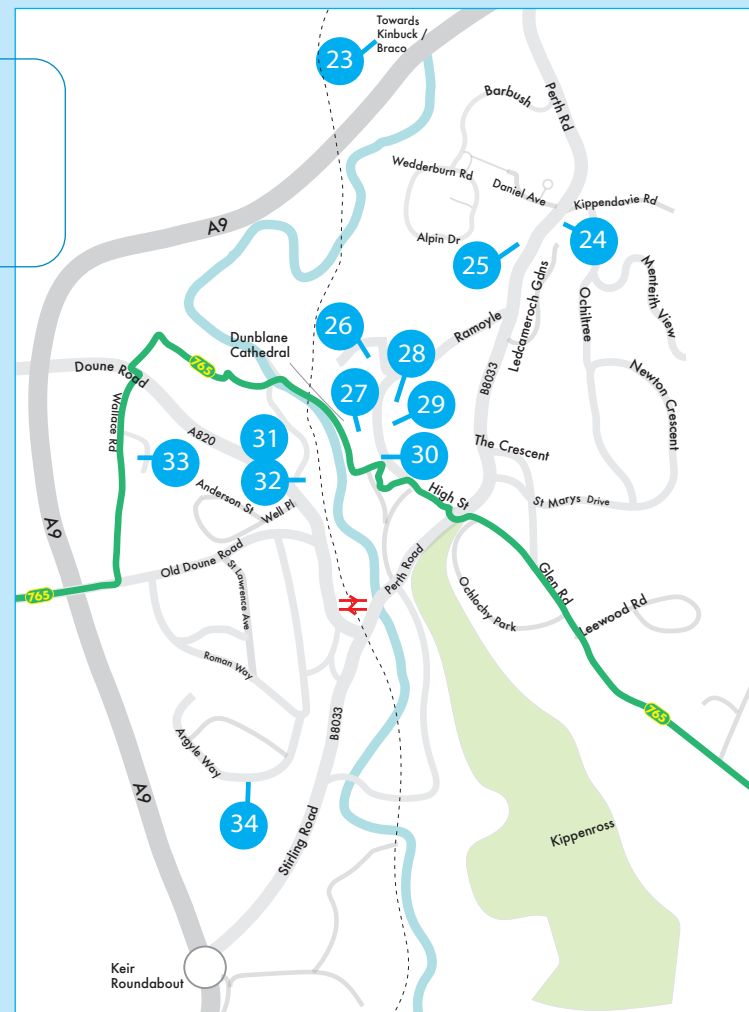 Towards
Kinbuck /
Braco
23
Barbush
Perth Rd
Wedderburn Rd
Daniel Ave
Kippendavie Rd
A9
Alpin Dr
25
24
Menteith View
Ledcameroch Gdns
Ochiltree
26
Ramoyle
Dunblane
Cathedral
28
765
Doune Road
27
29
B8033
Newton Crescent
Wallace Rd
A820
31
30
The Crescent
33
32
High St
Anderson St
Well Pl
St Marys Drive
A9
Old Doune Road
St Lawrence Ave
Perth Road
Glen Rd
765
Ochlochy Park
Leewood Rd
Roman Way
765
B8033
Argyle Way
A9
34
Stirling Road
Kippenross
Keir
Roundabout